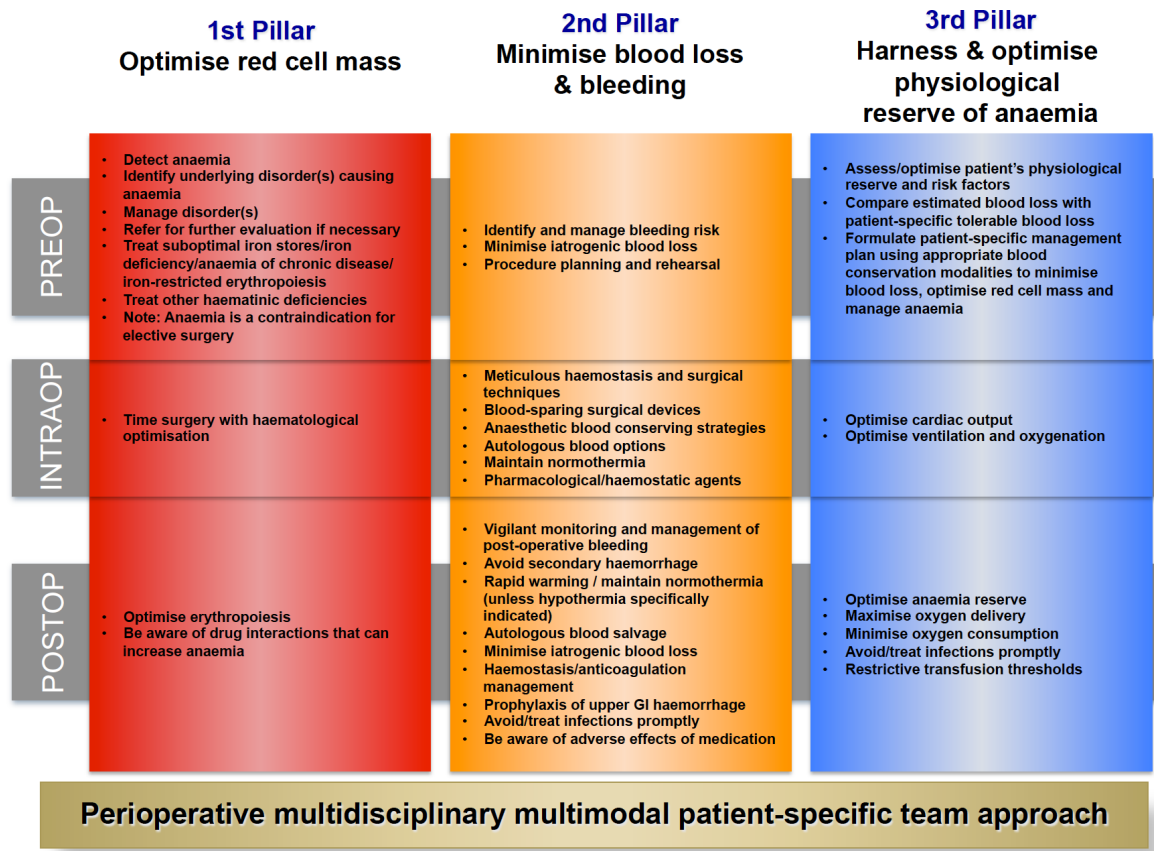 1st Pillar
Optimise red cell mass
2nd Pillar
Minimise blood loss
& bleeding
3rd Pillar
Harness & optimise
physiological
reserve of anaemia
PREOP
• Detect anaemia
• Identify underlying disorder(s) causing
anaemia
• Manage disorder(s)
• Refer for further evaluation if necessary
• Treat suboptimal iron stores/iron
deficiency/anaemia of chronic disease/
iron-restricted erythropoiesis
• Treat other haematinic deficiencies
• Note: Anaemia is a contraindication for
elective surgery
• Identify and manage bleeding risk
• Minimise iatrogenic blood loss
• Procedure planning and rehearsal
• Assess/optimise patient's physiological
reserve and risk factors
• Compare estimated blood loss with
patient-specific tolerable blood loss
• Formulate patient-specific management
plan using appropriate blood
conservation modalities to minimise
blood loss, optimise red cell mass and
manage anaemia
INTRAOP
• Time surgery with haematological
optimisation
• Meticulous haemostasis and surgical
techniques
• Blood-sparing surgical devices
• Anaesthetic blood conserving strategies
• Autologous blood options
• Maintain normothermia
• Pharmacological/haemostatic agents
• Optimise cardiac output
• Optimise ventilation and oxygenation
POSTOP
• Optimise erythropoiesis
• Be aware of drug interactions that can
increase anaemia
• Vigilant monitoring and management of
post-operative bleeding
• Avoid secondary haemorrhage
• Rapid warming / maintain normothermia
(unless hypothermia specifically
indicated)
• Autologous blood salvage
• Minimise iatrogenic blood loss
• Haemostasis/anticoagulation
management
• Prophylaxis of upper GI haemorrhage
• Avoid/treat infections promptly
• Be aware of adverse effects of medication
• Optimise anaemia reserve
• Maximise oxygen delivery
• Minimise oxygen consumption
• Avoid/treat infections promptly
• Restrictive transfusion thresholds
Perioperative multidisciplinary multimodal patient-specific team approach